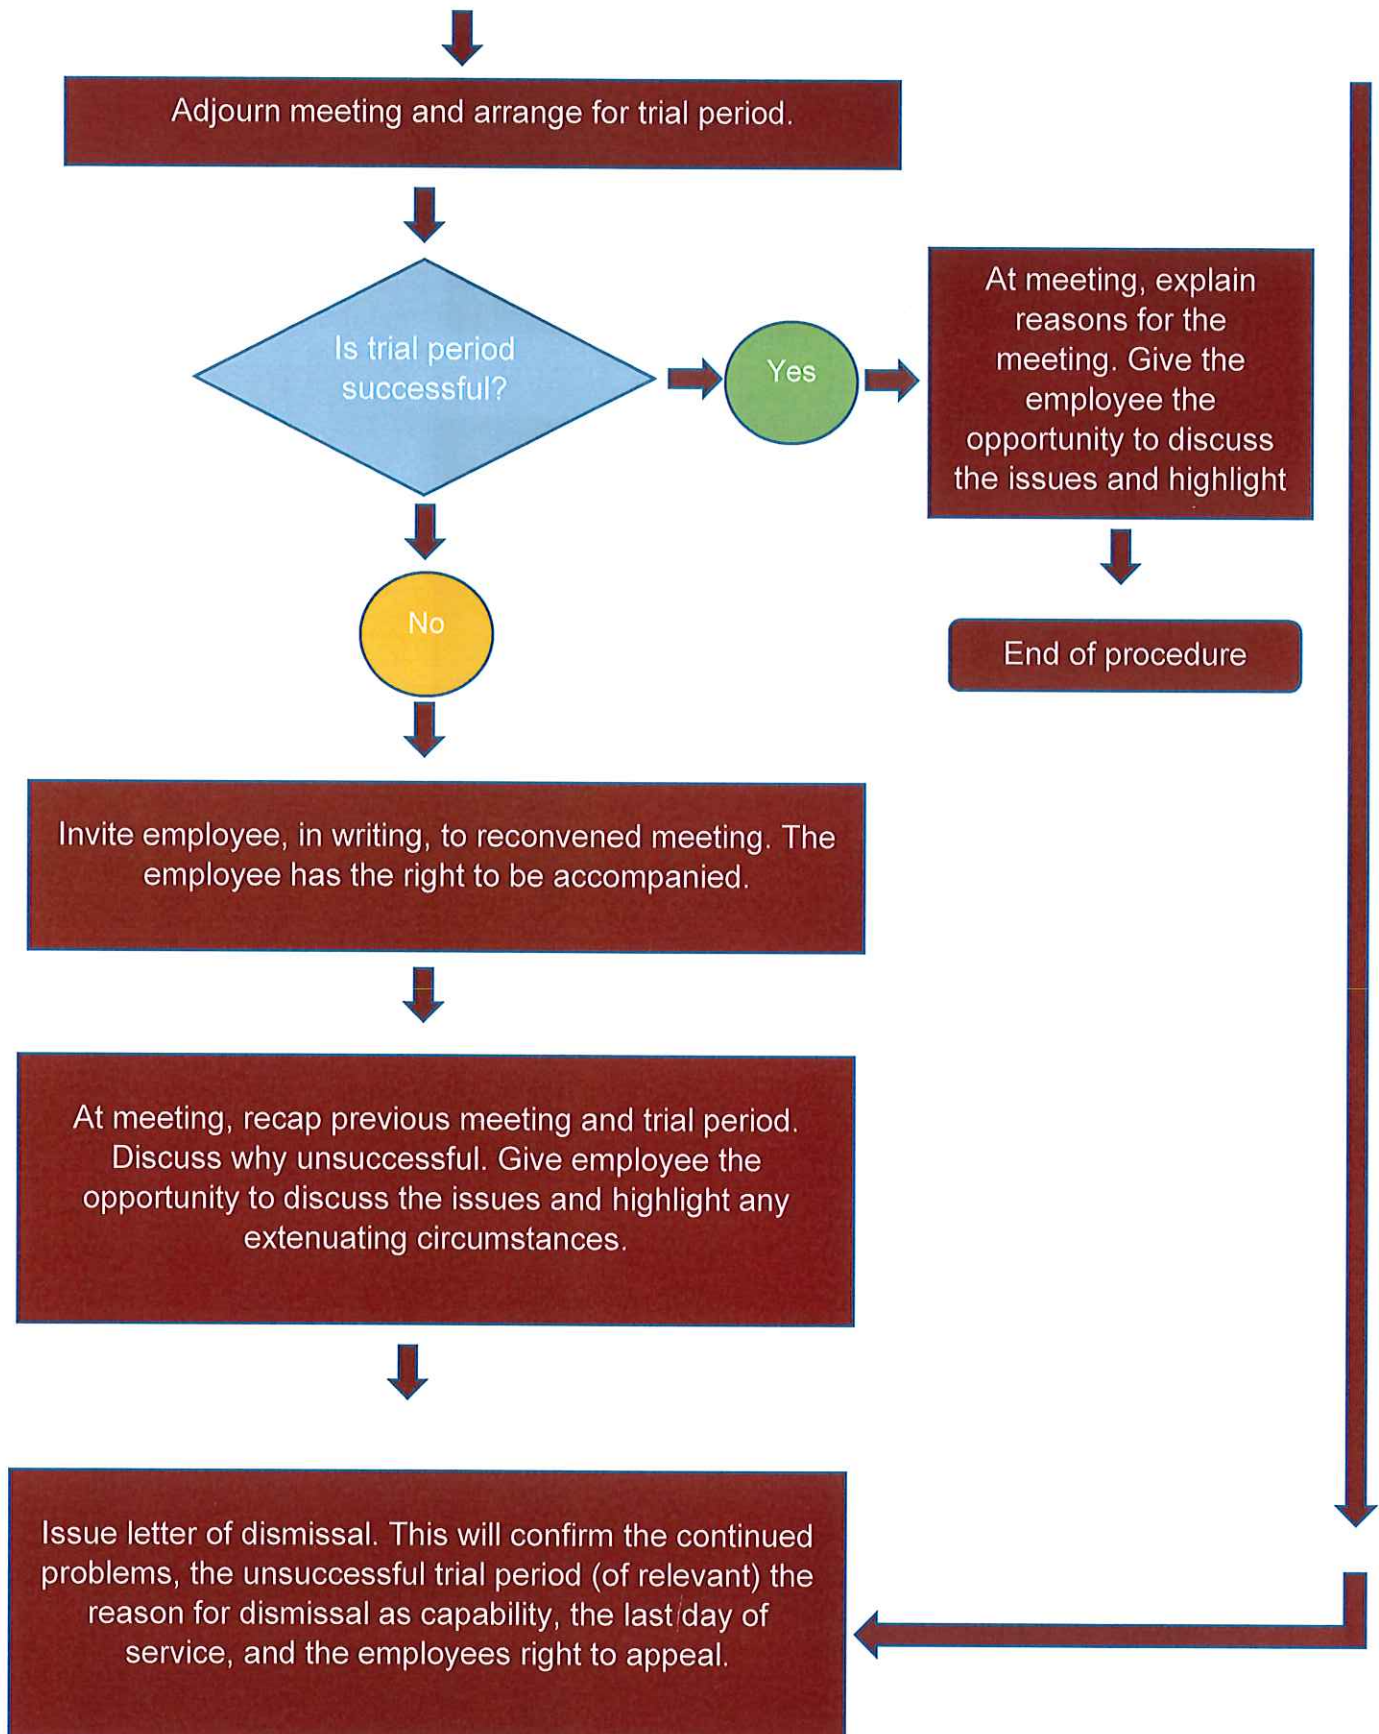 Adjourn meeting and arrange for trial period.
Is trial period
successful?
Yes
At meeting, explain
reasons for the
meeting. Give the
employee the
opportunity to discuss
the issues and highlight
No
End of procedure
Invite employee, in writing, to reconvened meeting. The
employee has the right to be accompanied.
At meeting, recap previous meeting and trial period.
Discuss why unsuccessful. Give employee the
opportunity to discuss the issues and highlight any
extenuating circumstances.
Issue letter of dismissal. This will confirm the continued
problems, the unsuccessful trial period (of relevant) the
reason for dismissal as capability, the last day of
service, and the employees right to appeal.